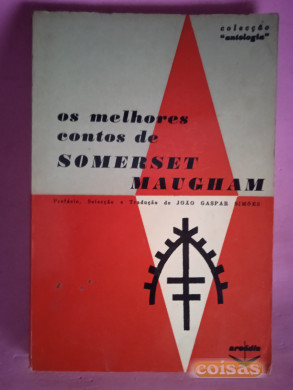 colecção
"antologia"
os melhores
contos de
SOMERSET
MAUGHAM
Prefácio, Selecção e Tradução de JOÃO GASPAR SIMÕES
arcádia
coisas